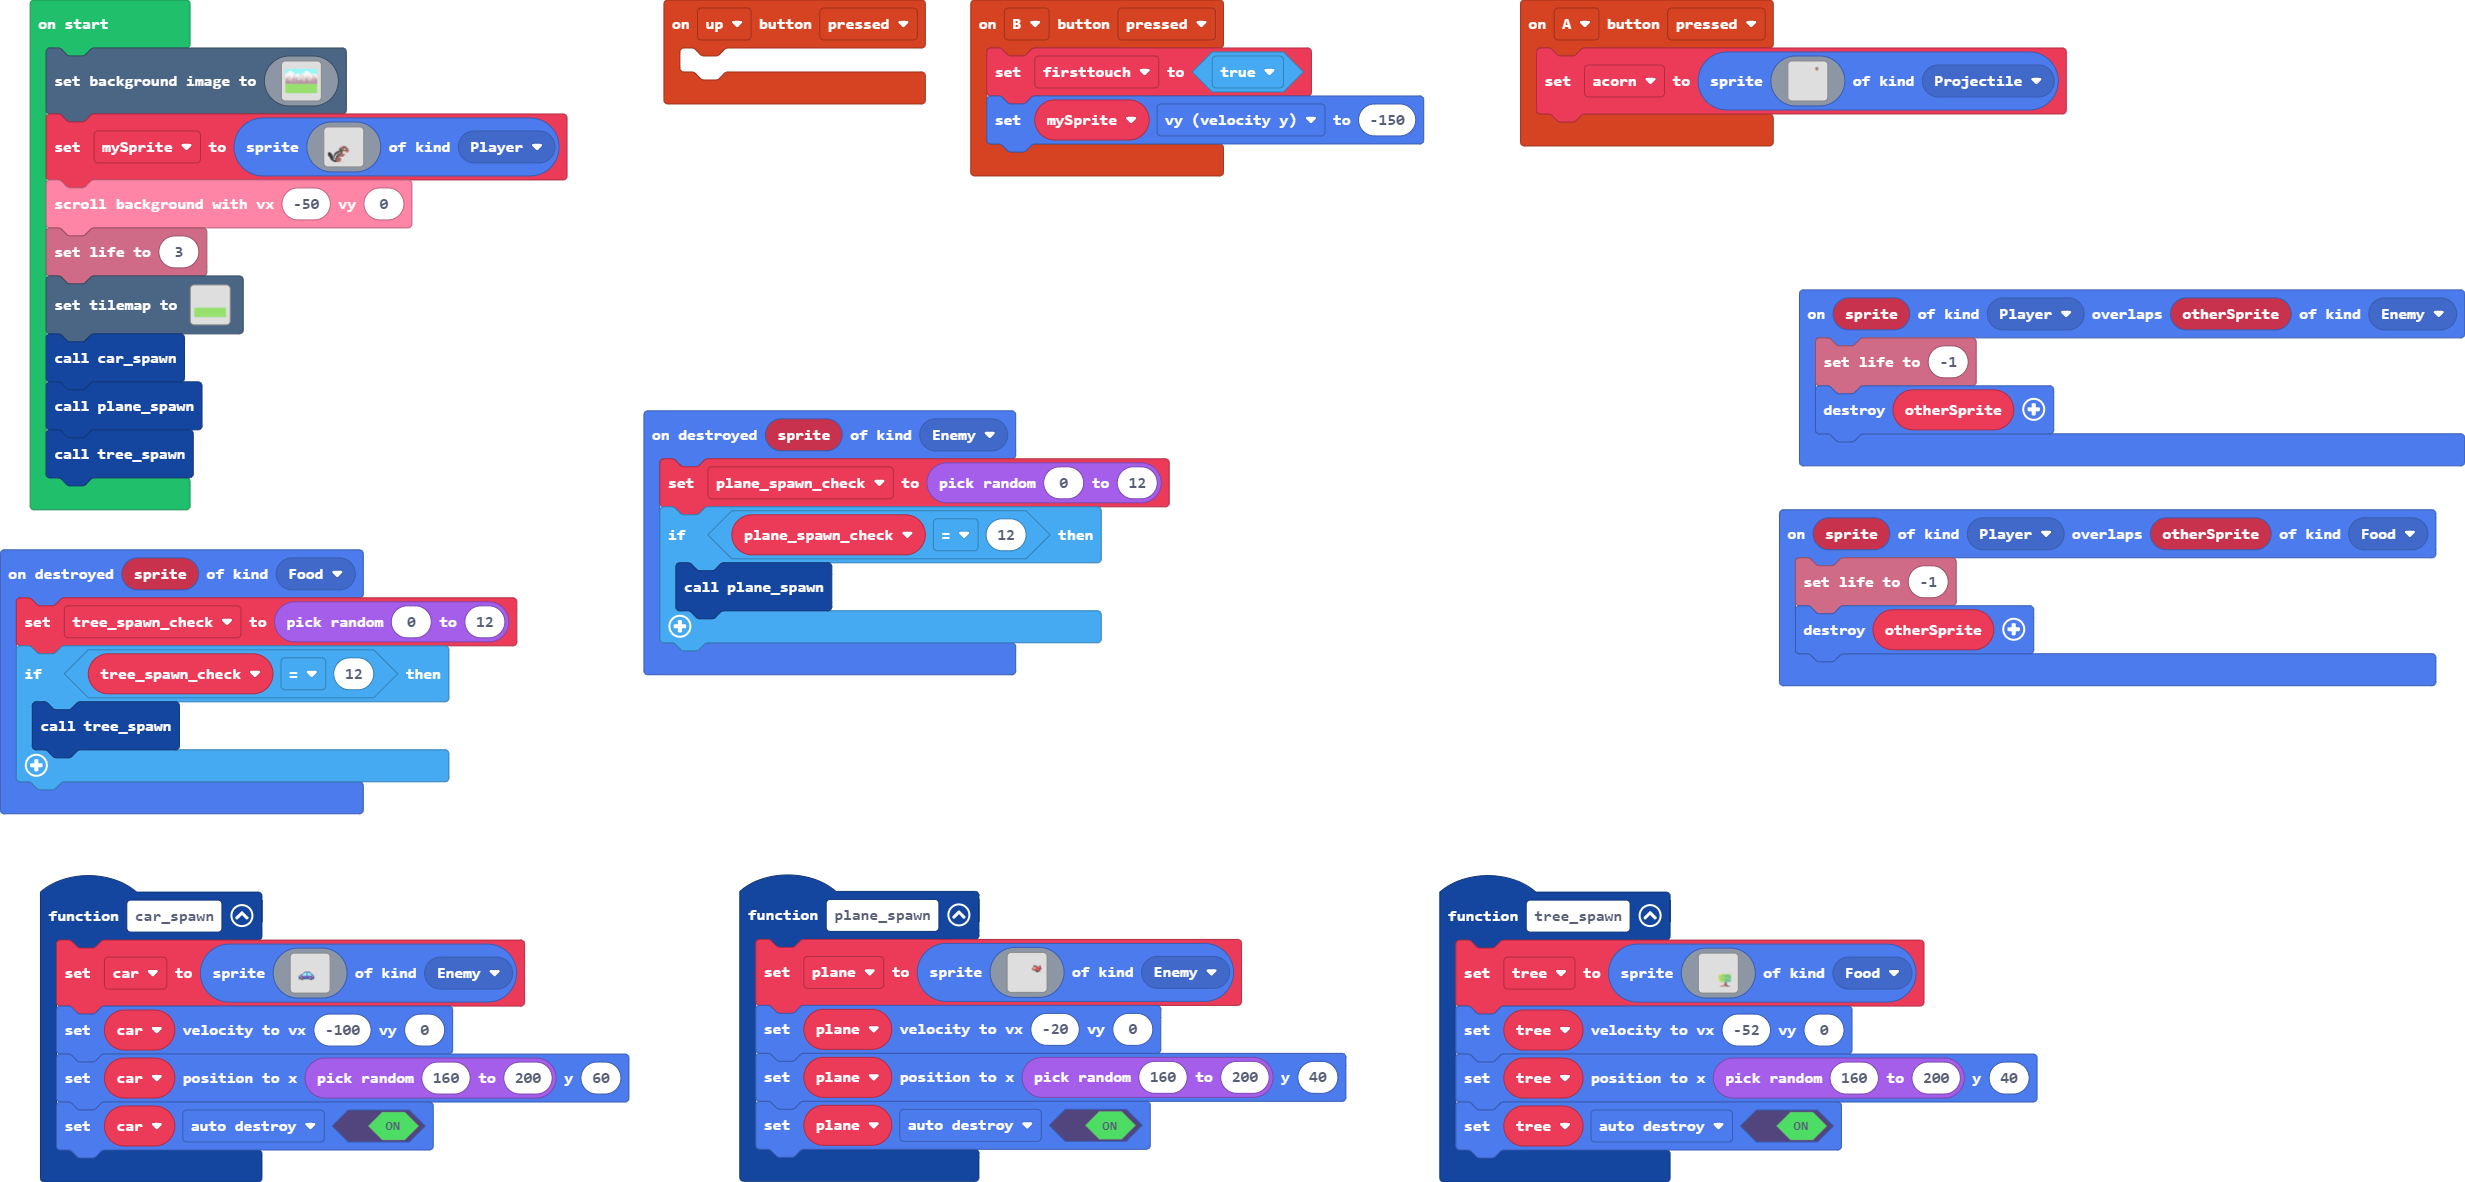 on start
set background image to
set mySprite to sprite of kind Player
scroll background with vx -50 vy 0
set life to 3
set tilemap to
call car_spawn
call plane_spawn
call tree_spawn
on up button pressed
on B button pressed
set firsttouch to true
set mySprite vy (velocity y) to -150
on A button pressed
set acorn to sprite of kind Projectile
on sprite of kind Player overlaps otherSprite of kind Enemy
set life to -1
destroy otherSprite
on destroyed sprite of kind Enemy
set plane_spawn_check to pick random 0 to 12
if plane_spawn_check = 12 then
call plane_spawn
on sprite of kind Player overlaps otherSprite of kind Food
set life to -1
destroy otherSprite
on destroyed sprite of kind Food
set tree_spawn_check to pick random 0 to 12
if tree_spawn_check = 12 then
call tree_spawn
function car_spawn
set car to sprite of kind Enemy
set car velocity to vx -100 vy 0
set car position to x pick random 160 to 200 y 60
set car auto destroy ON
function plane_spawn
set plane to sprite of kind Enemy
set plane velocity to vx -20 vy 0
set plane position to x pick random 160 to 200 y 40
set plane auto destroy ON
function tree_spawn
set tree to sprite of kind Food
set tree velocity to vx -52 vy 0
set tree position to x pick random 160 to 200 y 40
set tree auto destroy ON